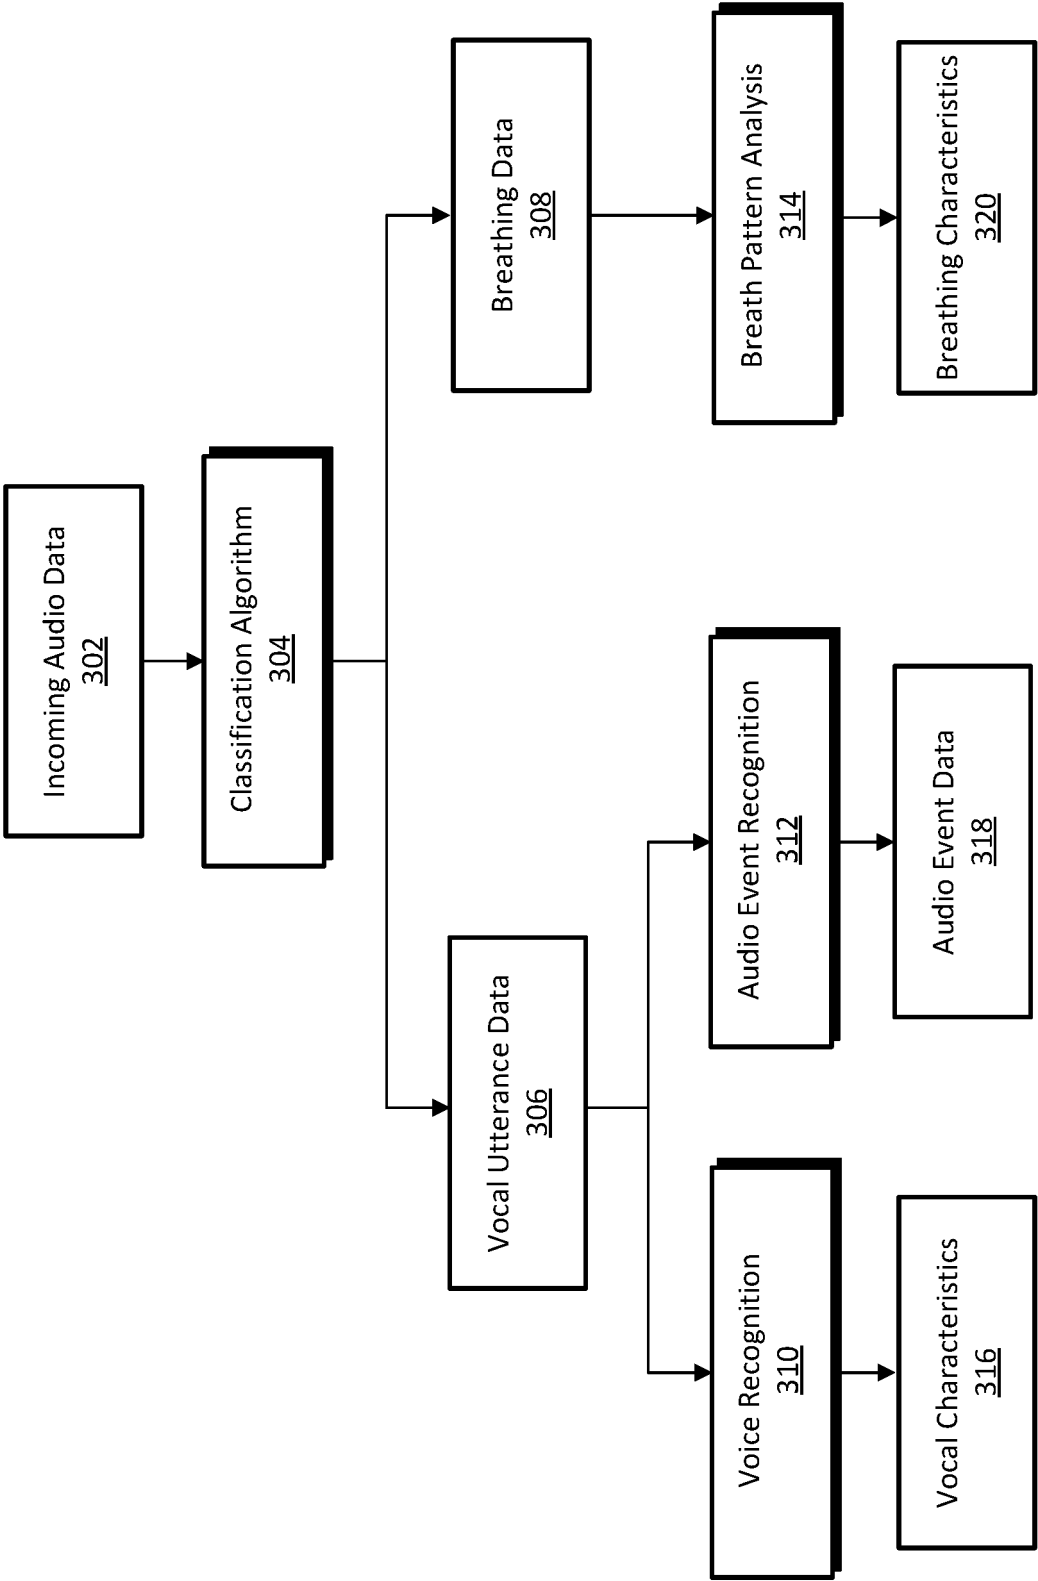 Incoming Audio Data
302
Classification Algorithm
304
Vocal Utterance Data
306
Breathing Data
308
Voice Recognition
310
Audio Event Recognition
312
Breath Pattern Analysis
314
Vocal Characteristics
316
Audio Event Data
318
Breathing Characteristics
320